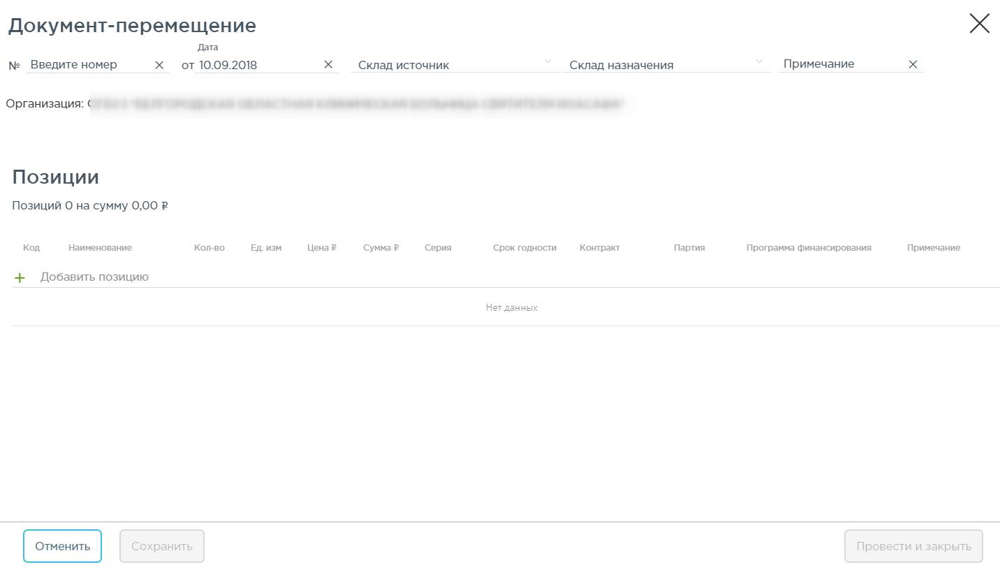 Документ-перемещение
Дата
№ Введите номер от 10.09.2018 Склад источник Склад назначения Примечание
Организация:
Позиции
Позиций 0 на сумму 0,00 ₽
Код Наименование Кол-во Ед. изм Цена ₽ Сумма ₽ Серия Срок годности Контракт Партия Программа финансирования Примечание
+ Добавить позицию
Нет данных
Отменить Сохранить Провести и закрыть